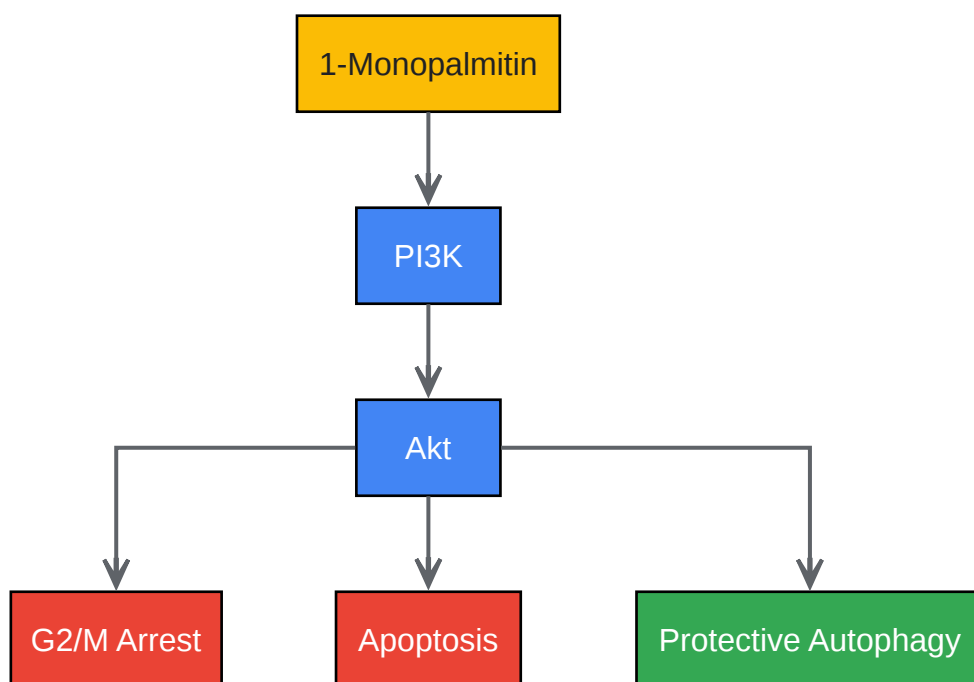 1-Monopalmitin
PI3K
Akt
G2/M Arrest
Apoptosis
Protective Autophagy